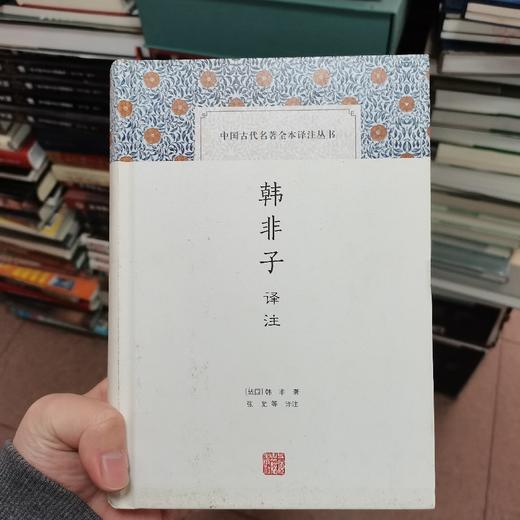 中国古代名著全本译注丛书
韩非子
译注
[战国] 韩 非 著
张 觉 等 译注